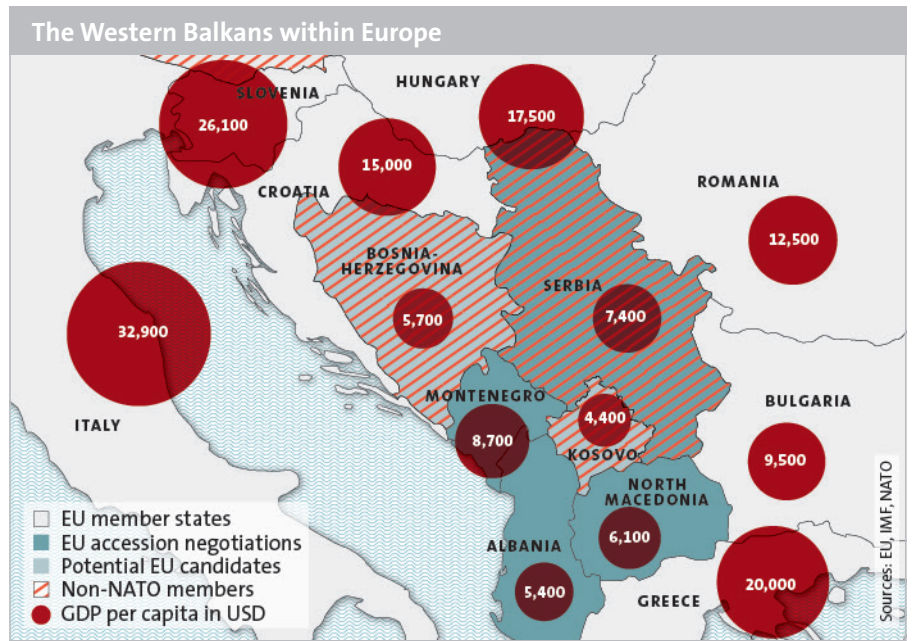 The Western Balkans within Europe
HUNGARY
SLOVENIA
17,500
26,100
15,000
ROMANIA
CROATIA
12,500
BOSNIA-
HERZEGOVINA
SERBIA
5,700
7,400
32,900
MONTENEGRO
BULGARIA
4,400
ITALY
8,700
KOSOVO
9,500
NORTH
MACEDONIA
EU member states
EU accession negotiations
Potential EU candidates
Non-NATO members
GDP per capita in USD
6,100
ALBANIA
5,400
20,000
GREECE
Sources: EU, IMF, NATO